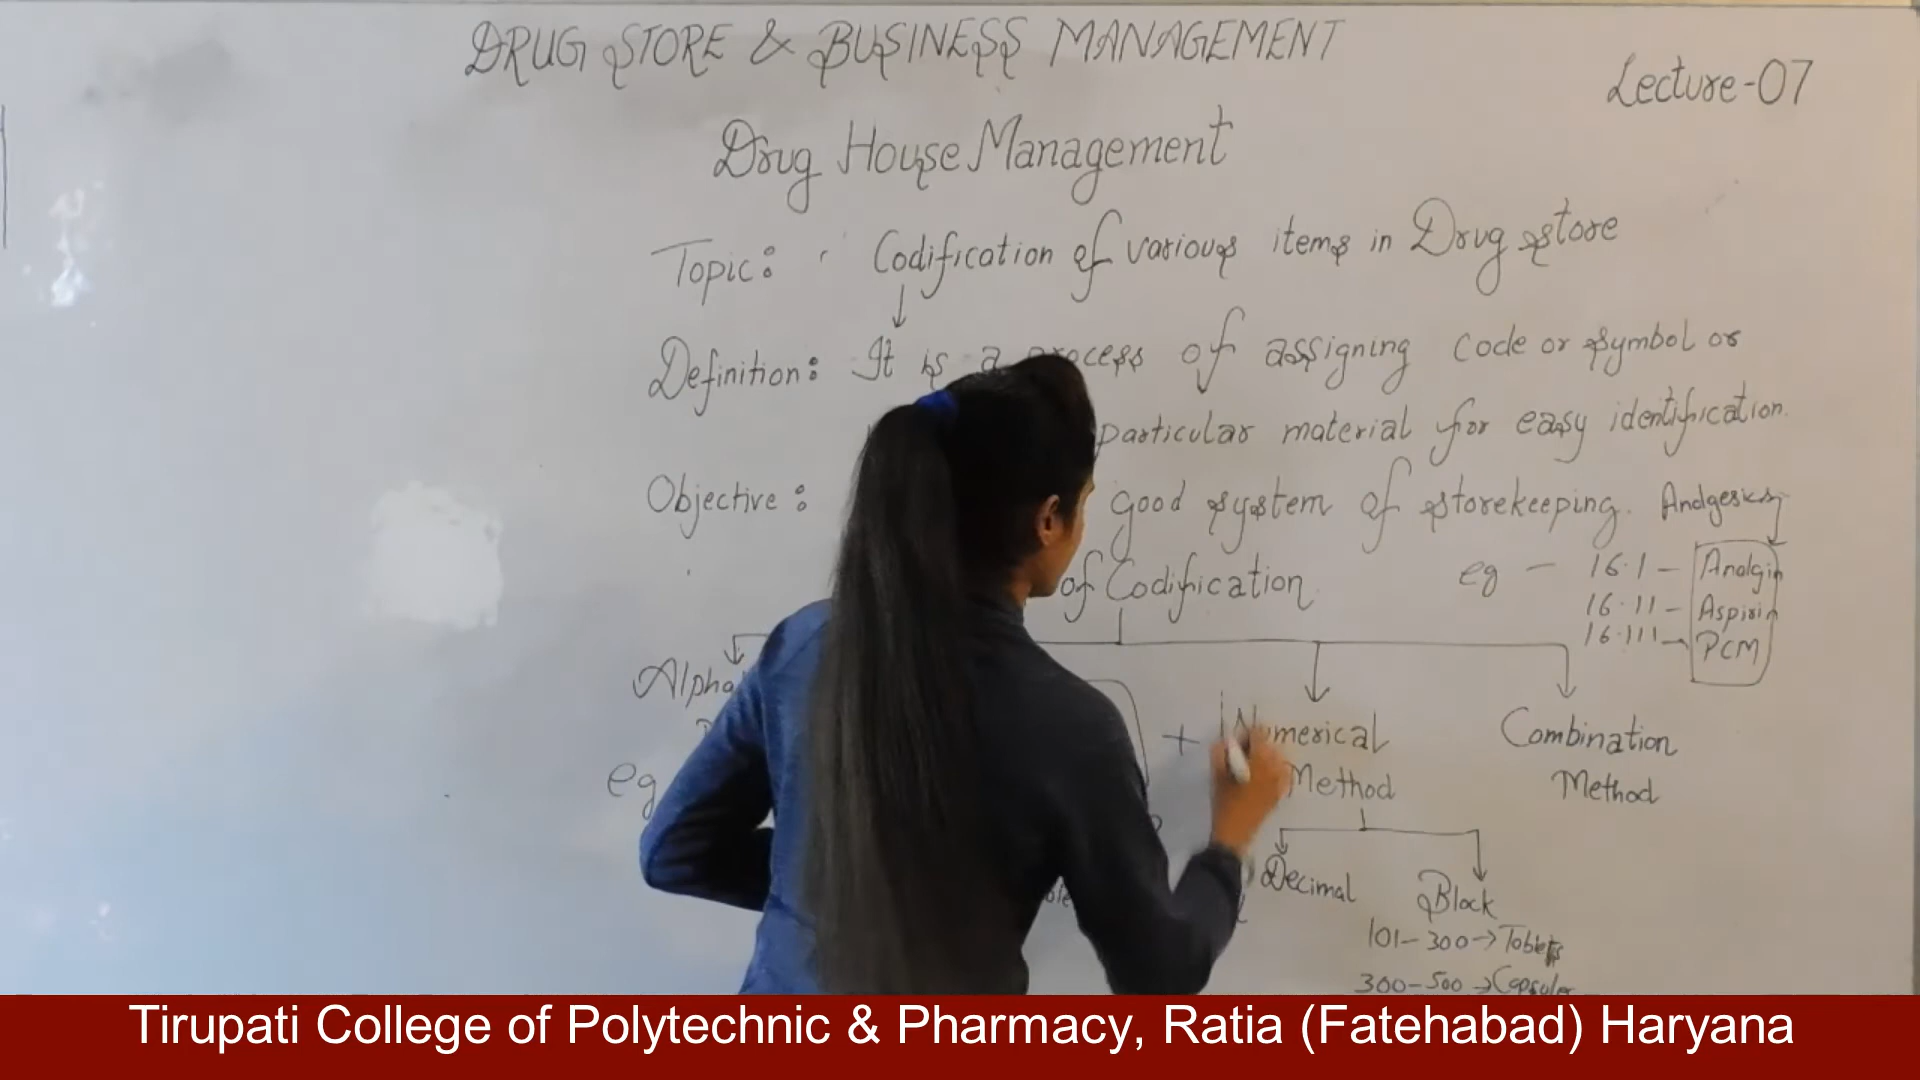 DRUG STORE & BUSINESS MANAGEMENT
Lecture-07
Drug House Management
Topic: Codification of various items in Drug store
Definition: It is a process of assigning code or symbol or
particular material for easy identification.
Objective: Good system of storekeeping. Analgesics
of Codification
eg - 16.1 - Analgin
16.11 - Aspirin
16.111 - PCM
Alpha
+ Numerical Method
Combination Method
eg
Decimal
Block
101-300 → Tablets
300-500 → Capsules
Tirupati College of Polytechnic & Pharmacy, Ratia (Fatehabad) Haryana